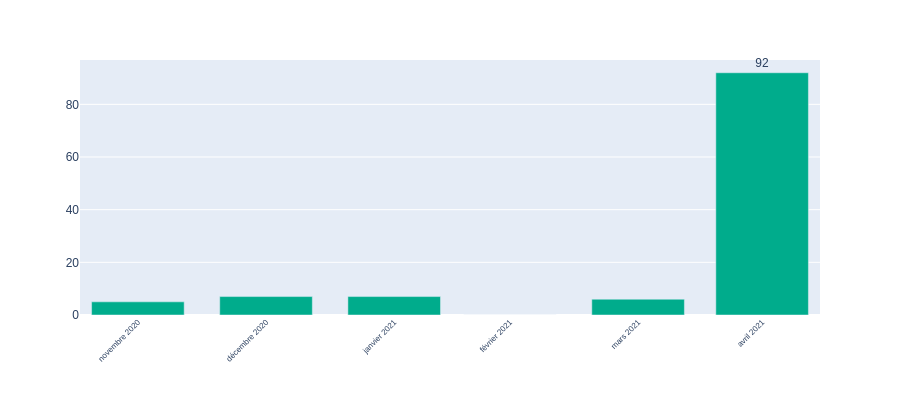 92
80
60
40
20
0
novembre 2020
décembre 2020
janvier 2021
février 2021
mars 2021
avril 2021